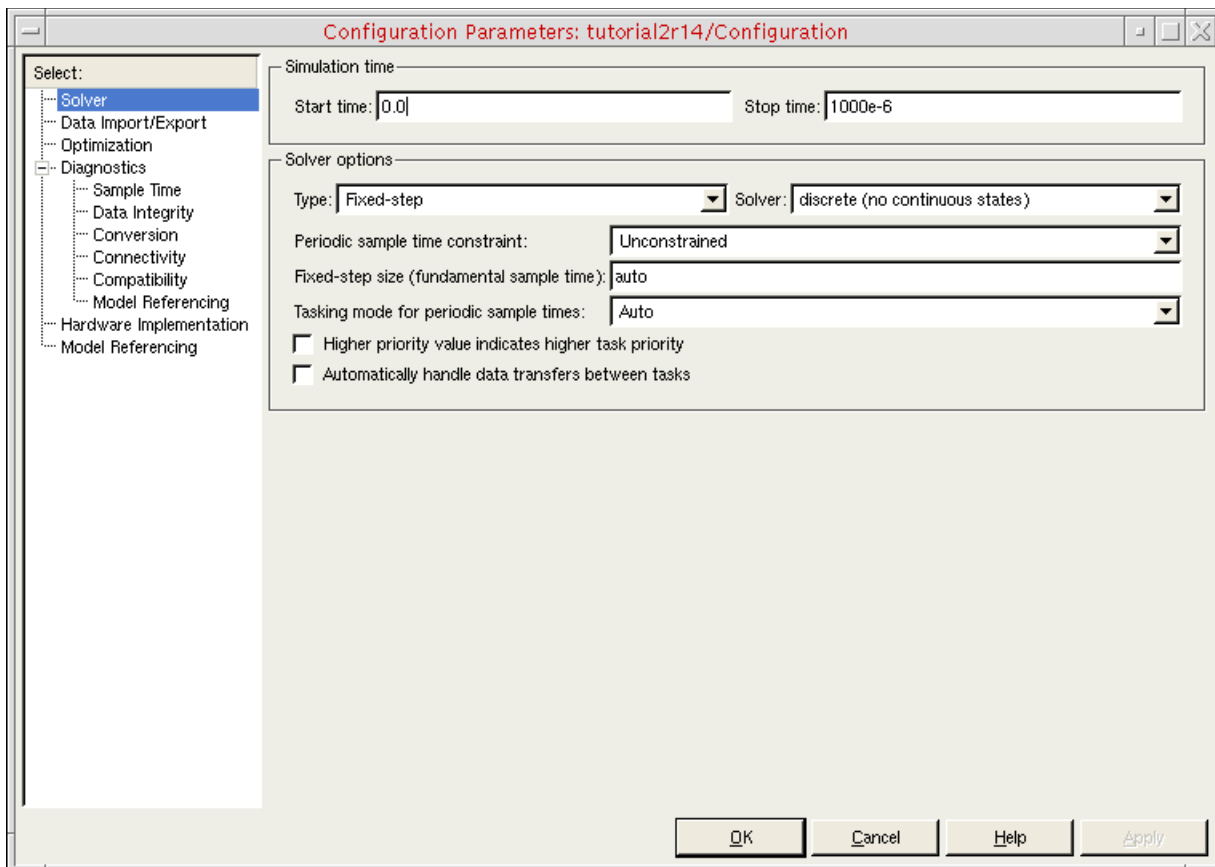 Configuration Parameters: tutorial2r14/Configuration
Select:
Solver
Data Import/Export
Optimization
Diagnostics
Sample Time
Data Integrity
Conversion
Connectivity
Compatibility
Model Referencing
Hardware Implementation
Model Referencing
Simulation time
Start time: 0.0 Stop time: 1000e-6
Solver options
Type: Fixed-step Solver: discrete (no continuous states)
Periodic sample time constraint: Unconstrained
Fixed-step size (fundamental sample time): auto
Tasking mode for periodic sample times: Auto
Higher priority value indicates higher task priority
Automatically handle data transfers between tasks
OK Cancel Help Apply